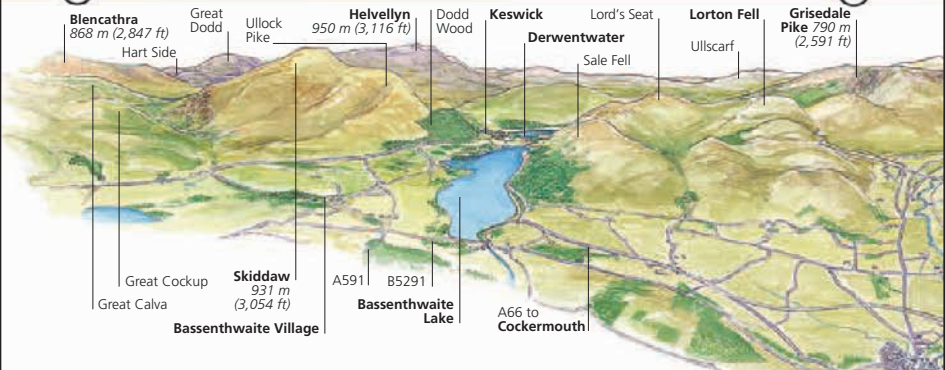 Blencathra
868 m (2,847 ft)
Hart Side
Great
Dodd
Ullock
Pike
Helvellyn
950 m (3,116 ft)
Dodd
Wood
Keswick
Derwentwater
Sale Fell
Lord's Seat
Ullscarf
Lorton Fell
Grisedale
Pike 790 m
(2,591 ft)
Great Cockup
Great Calva
Skiddaw
931 m
(3,054 ft)
Bassenthwaite Village
A591
B5291
Bassenthwaite
Lake
A66 to
Cockermouth